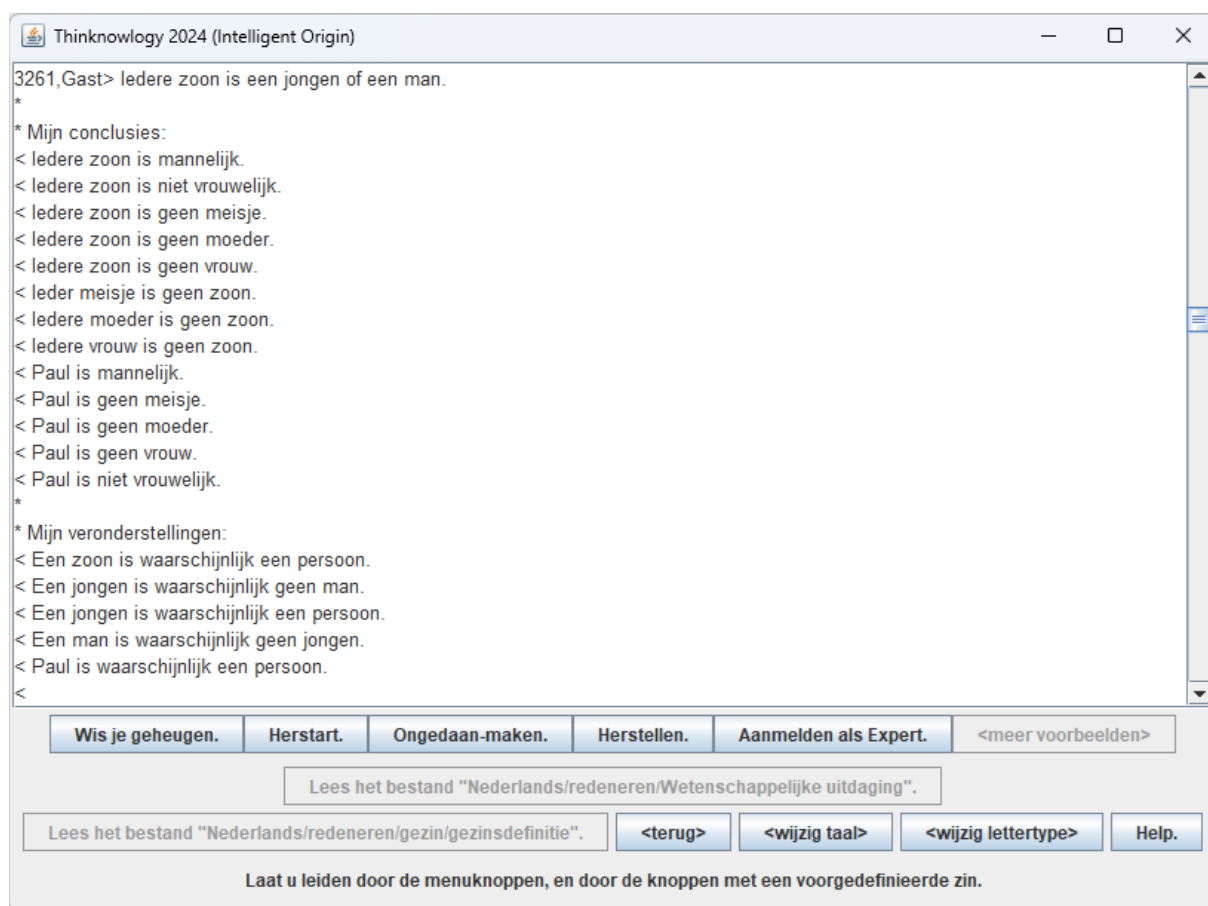 Thinknowlogy 2024 (Intelligent Origin)
3261,Gast> Iedere zoon is een jongen of een man.
*
* Mijn conclusies:
< Iedere zoon is mannelijk.
< Iedere zoon is niet vrouwelijk.
< Iedere zoon is geen meisje.
< Iedere zoon is geen moeder.
< Iedere zoon is geen vrouw.
< Ieder meisje is geen zoon.
< Iedere moeder is geen zoon.
< Iedere vrouw is geen zoon.
< Paul is mannelijk.
< Paul is geen meisje.
< Paul is geen moeder.
< Paul is geen vrouw.
< Paul is niet vrouwelijk.
*
* Mijn veronderstellingen:
< Een zoon is waarschijnlijk een persoon.
< Een jongen is waarschijnlijk geen man.
< Een jongen is waarschijnlijk een persoon.
< Een man is waarschijnlijk geen jongen.
< Paul is waarschijnlijk een persoon.
<
Wis je geheugen. Herstart. Ongedaan-maken. Herstellen. Aanmelden als Expert. <meer voorbeelden>
Lees het bestand "Nederlands/redeneren/Wetenschappelijke uitdaging".
Lees het bestand "Nederlands/redeneren/gezin/gezinsdefinitie". <terug> <wijzig taal> <wijzig lettertype> Help.
Laat u leiden door de menuknoppen, en door de knoppen met een voorgedefinieerde zin.